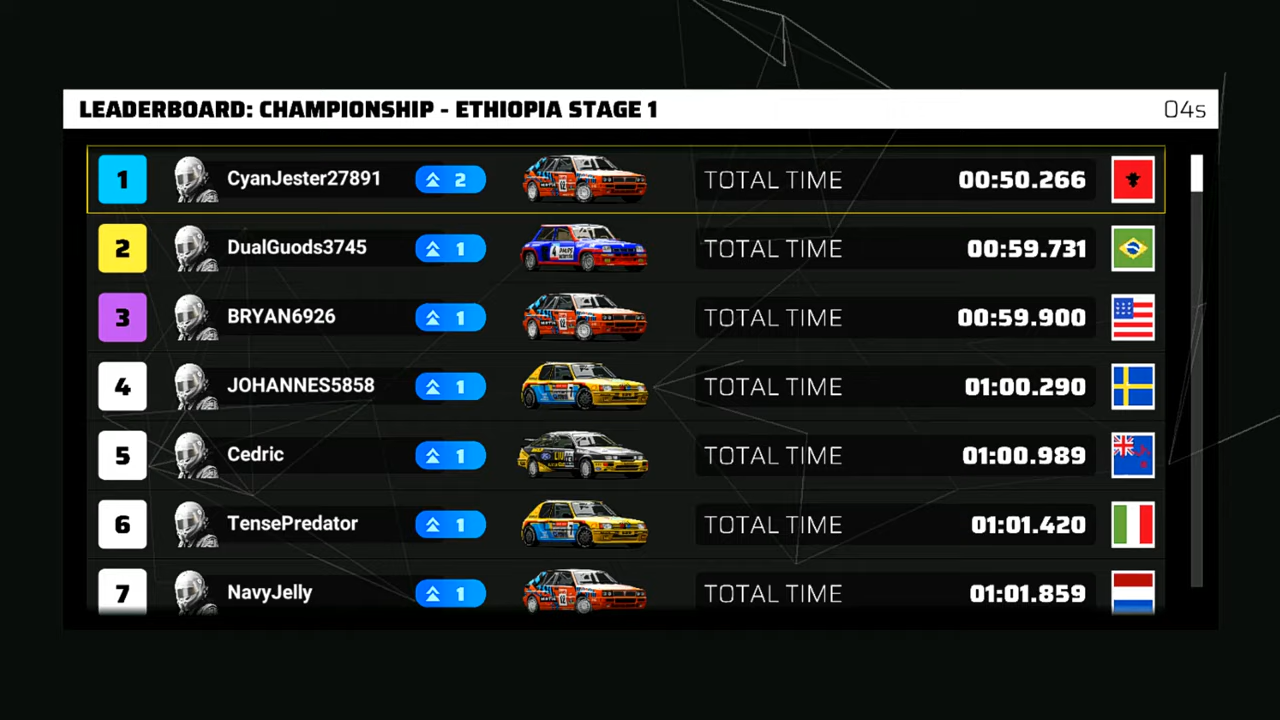 LEADERBOARD: CHAMPIONSHIP - ETHIOPIA STAGE 1 04s
1 CyanJester27891 2 TOTAL TIME 00:50.266
2 DualGuods3745 1 TOTAL TIME 00:59.731
3 BRYAN6926 1 TOTAL TIME 00:59.900
4 JOHANNES5858 1 TOTAL TIME 01:00.290
5 Cedric 1 TOTAL TIME 01:00.989
6 TensePredator 1 TOTAL TIME 01:01.420
7 NavyJelly 1 TOTAL TIME 01:01.859